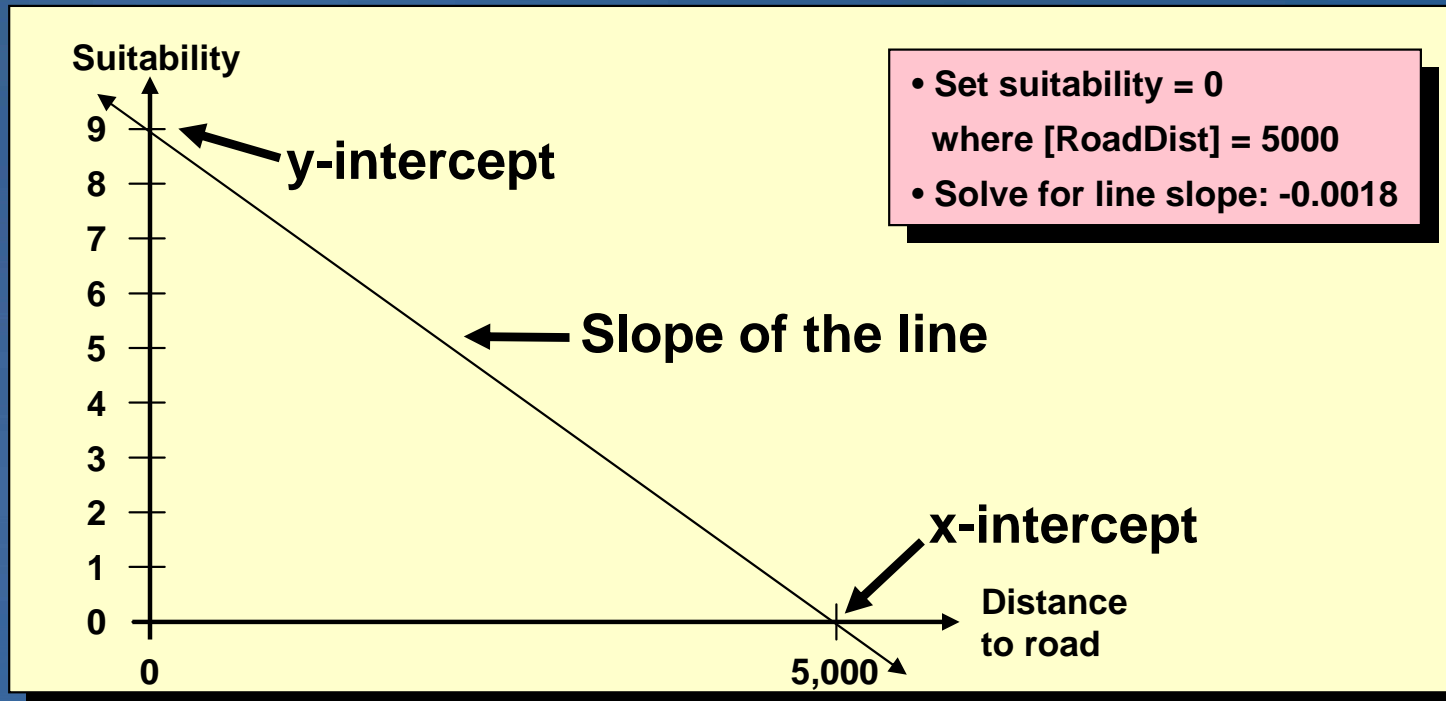 Suitability
• Set suitability = 0
where [RoadDist] = 5000
• Solve for line slope: -0.0018
9
y-intercept
8
7
6
Slope of the line
5
4
3
2
x-intercept
1
0
Distance
to road
0
5,000